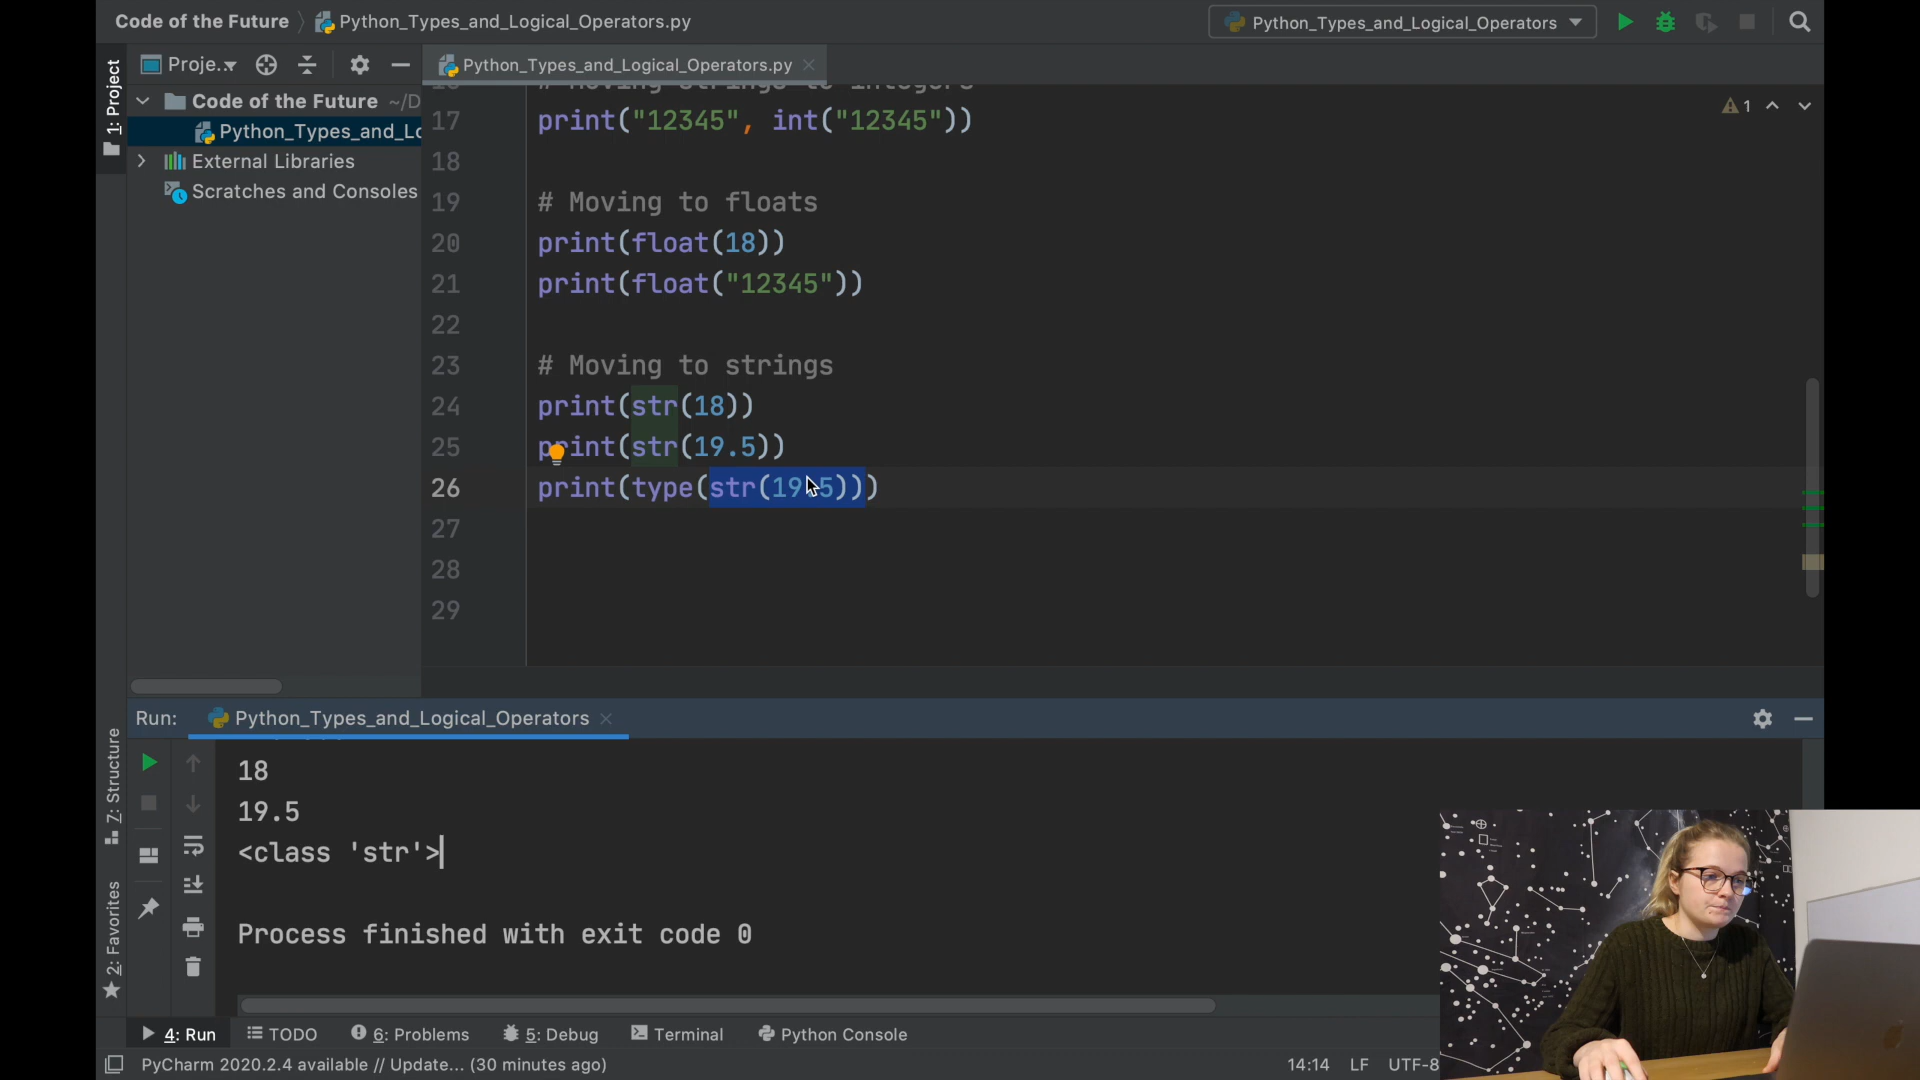 Code of the Future
Python_Types_and_Logical_Operators.py
Python_Types_and_Logical_Operators
Proje...
Python_Types_and_Logical_Operators.py
1: Project
Code of the Future ~/D
Python_Types_and_Lo
External Libraries
Scratches and Consoles
1
# Moving strings to integers
17 print("12345", int("12345"))
18
19 # Moving to floats
20 print(float(18))
21 print(float("12345"))
22
23 # Moving to strings
24 print(str(18))
25 print(str(19.5))
26 print(type(str(19.5)))
27
28
29
Run:
Python_Types_and_Logical_Operators
18
19.5
<class 'str'>
Process finished with exit code 0
7: Structure
2: Favorites
4: Run
TODO
6: Problems
5: Debug
Terminal
Python Console
PyCharm 2020.2.4 available // Update... (30 minutes ago)
14:14
LF
UTF-8